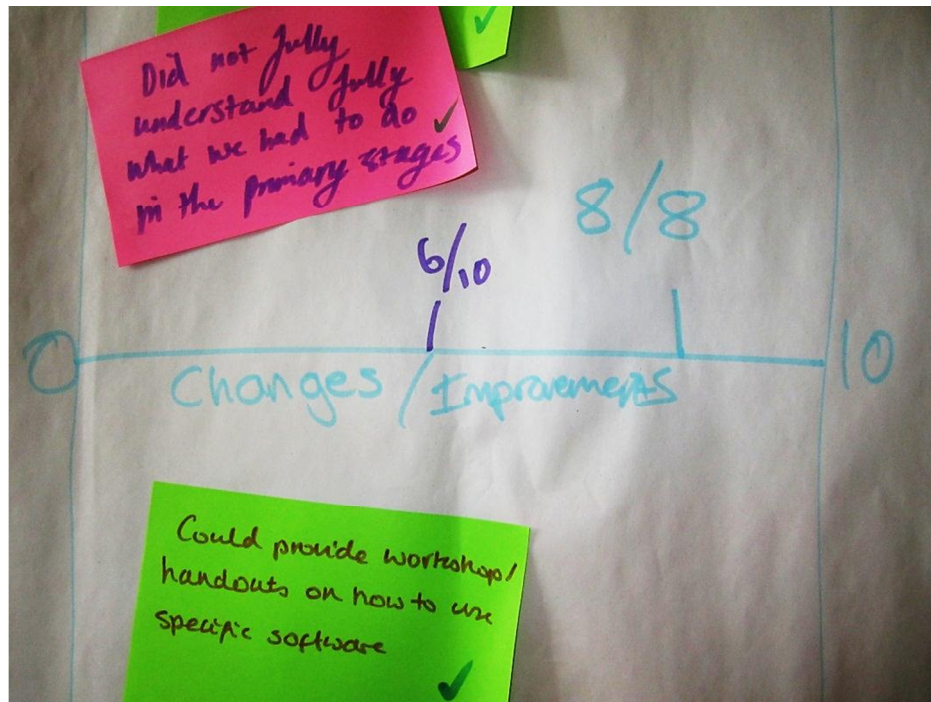 Did not fully
understand fully
what we had to do
in the primary stages
8/8
6/10
0
10
Changes / Improvements
Could provide workshop/
handouts on how to use
specific software